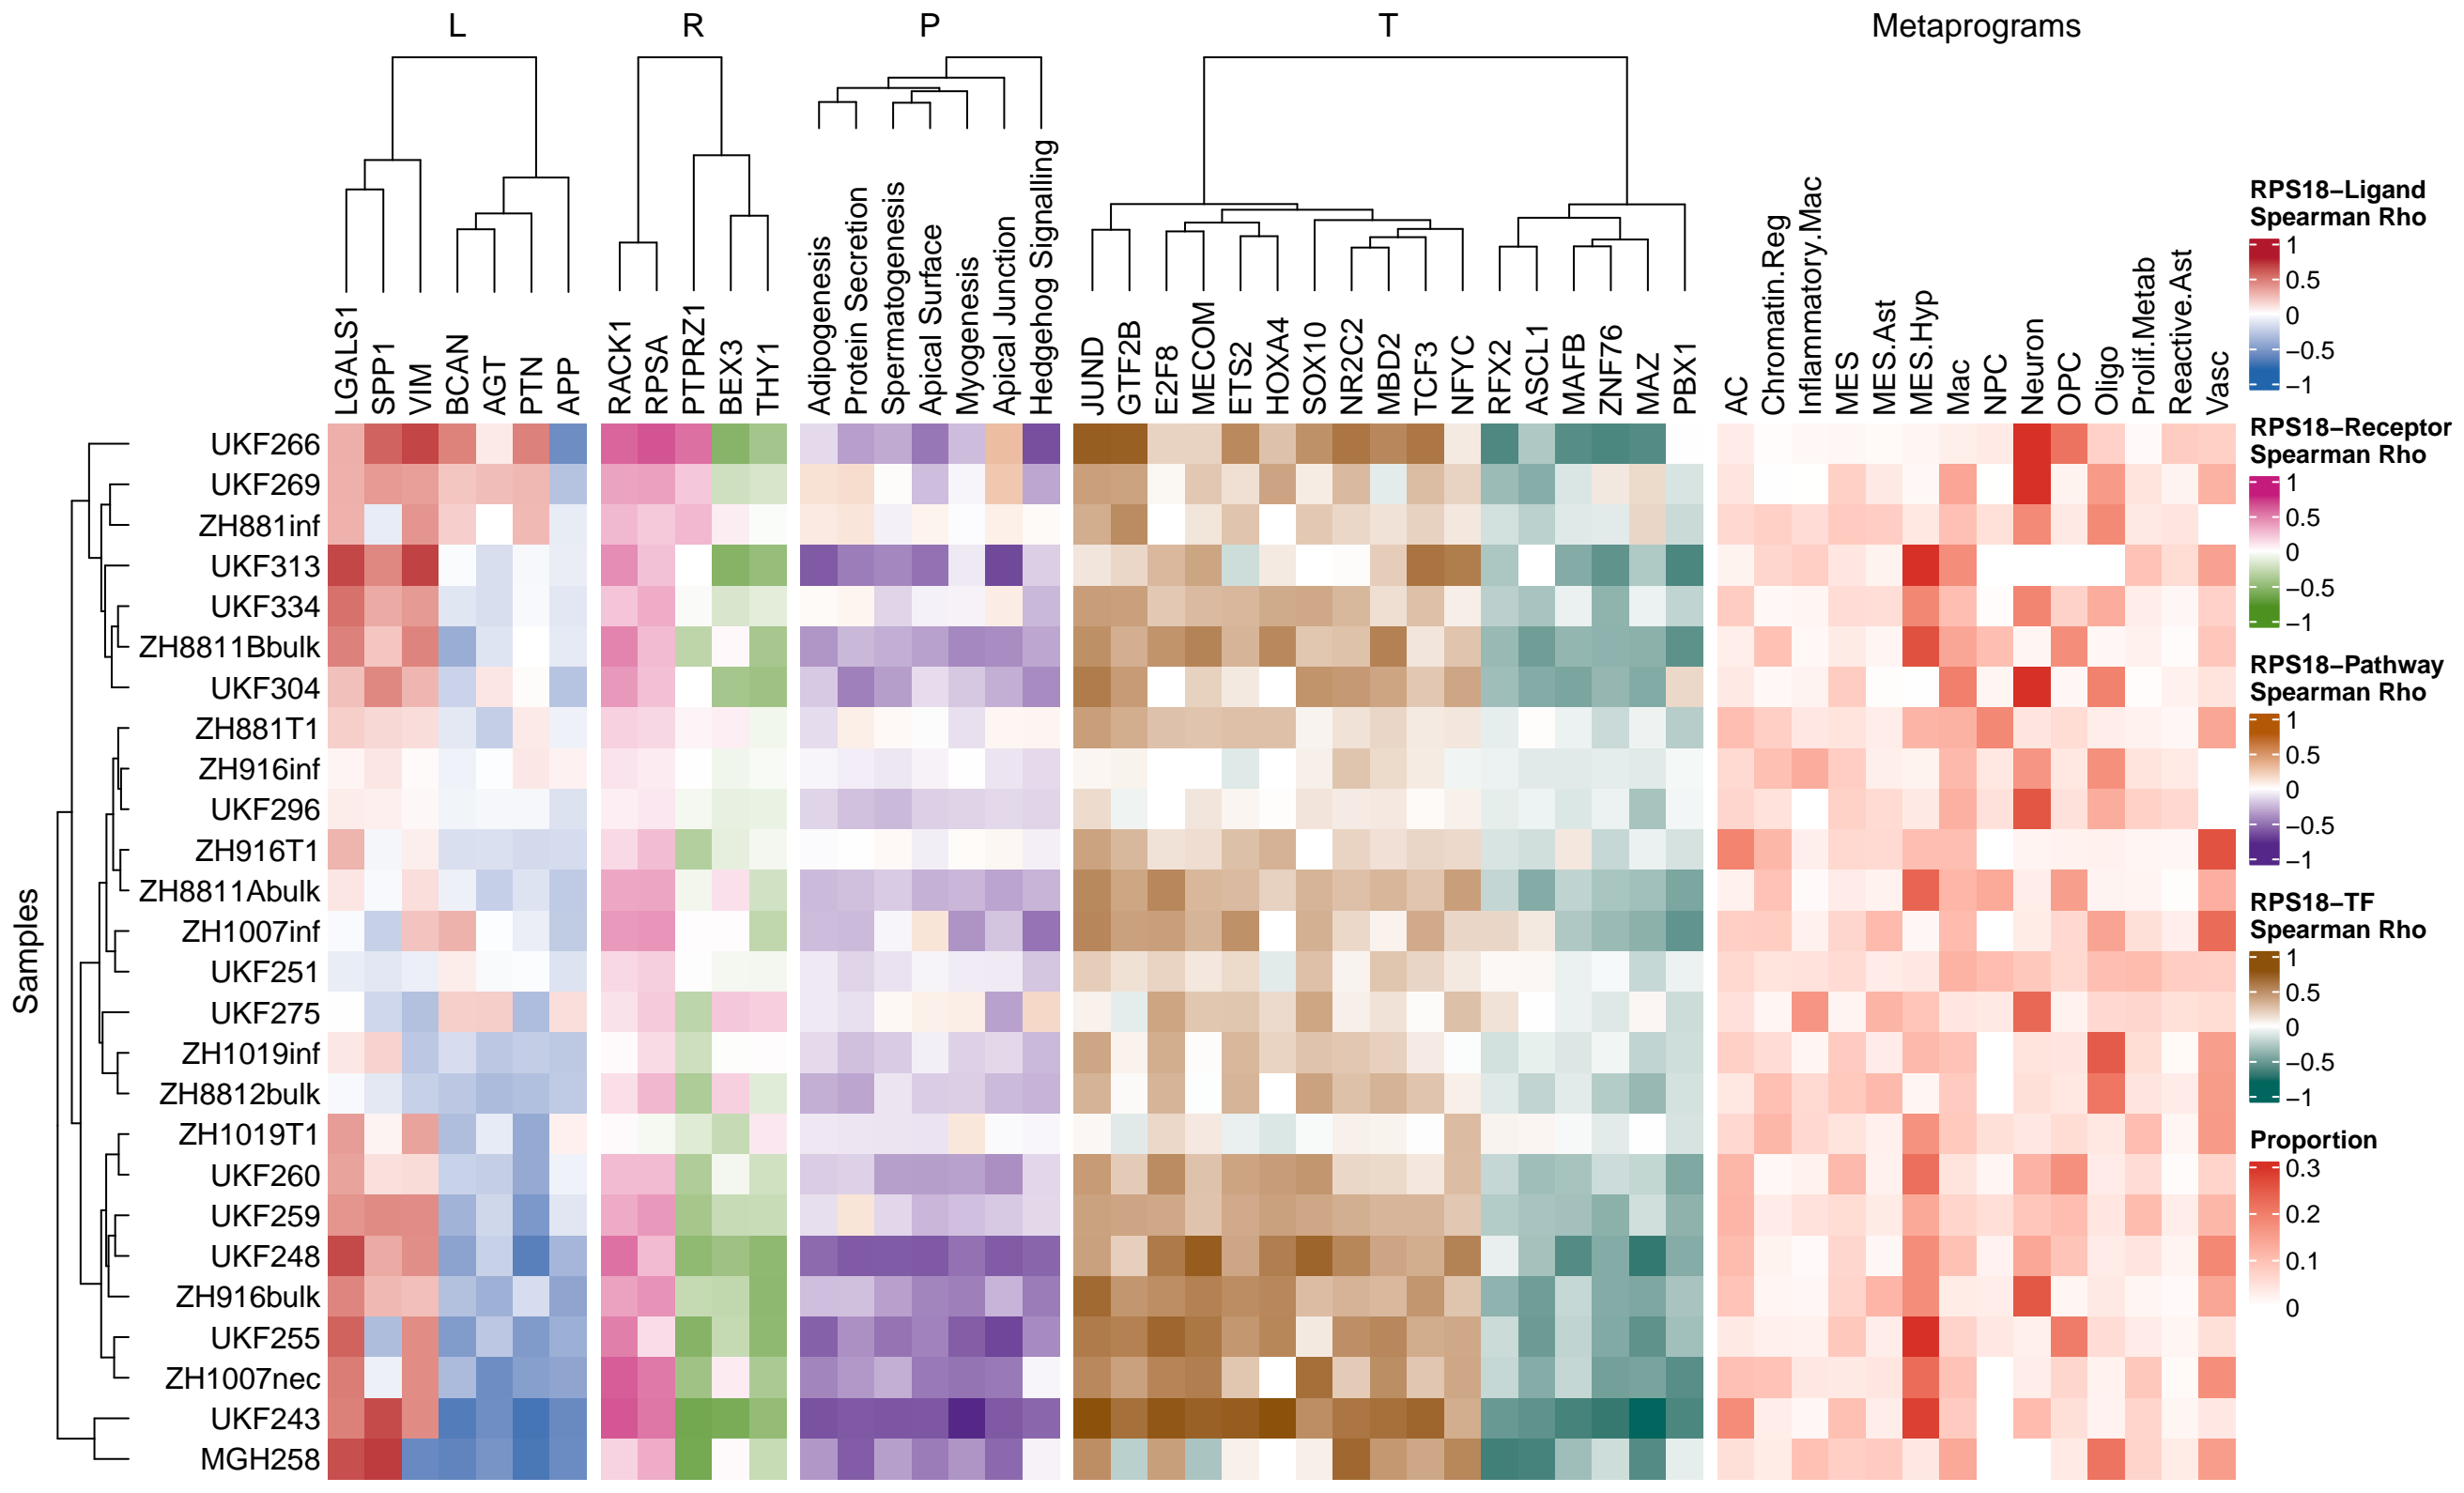 L
R
P
T
Metaprograms
LGALS1
SPP1
VIM
BCAN
AGT
PTN
APP
RACK1
RPSA
PTPRZ1
BEX3
THY1
Adipogenesis
Protein Secretion
Spermatogenesis
Apical Surface
Myogenesis
Apical Junction
Hedgehog Signalling
JUND
GTF2B
E2F8
MECOM
ETS2
HOXA4
SOX10
NR2C2
MBD2
TCF3
NFYC
RFX2
ASCL1
MAFB
ZNF76
MAZ
PBX1
AC
Chromatin.Reg
Inflammatory.Mac
MES
MES.Ast
MES.Hyp
Mac
NPC
Neuron
OPC
Oligo
Prolif.Metab
Reactive.Ast
Vasc
Samples
UKF266
UKF269
ZH881inf
UKF313
UKF334
ZH8811Bbulk
UKF304
ZH881T1
ZH916inf
UKF296
ZH916T1
ZH8811Abulk
ZH1007inf
UKF251
UKF275
ZH1019inf
ZH8812bulk
ZH1019T1
UKF260
UKF259
UKF248
ZH916bulk
UKF255
ZH1007nec
UKF243
MGH258
RPS18−Ligand
Spearman Rho
1
0.5
0
−0.5
−1
RPS18−Receptor
Spearman Rho
1
0.5
0
−0.5
−1
RPS18−Pathway
Spearman Rho
1
0.5
0
−0.5
−1
RPS18−TF
Spearman Rho
1
0.5
0
−0.5
−1
Proportion
0.3
0.2
0.1
0